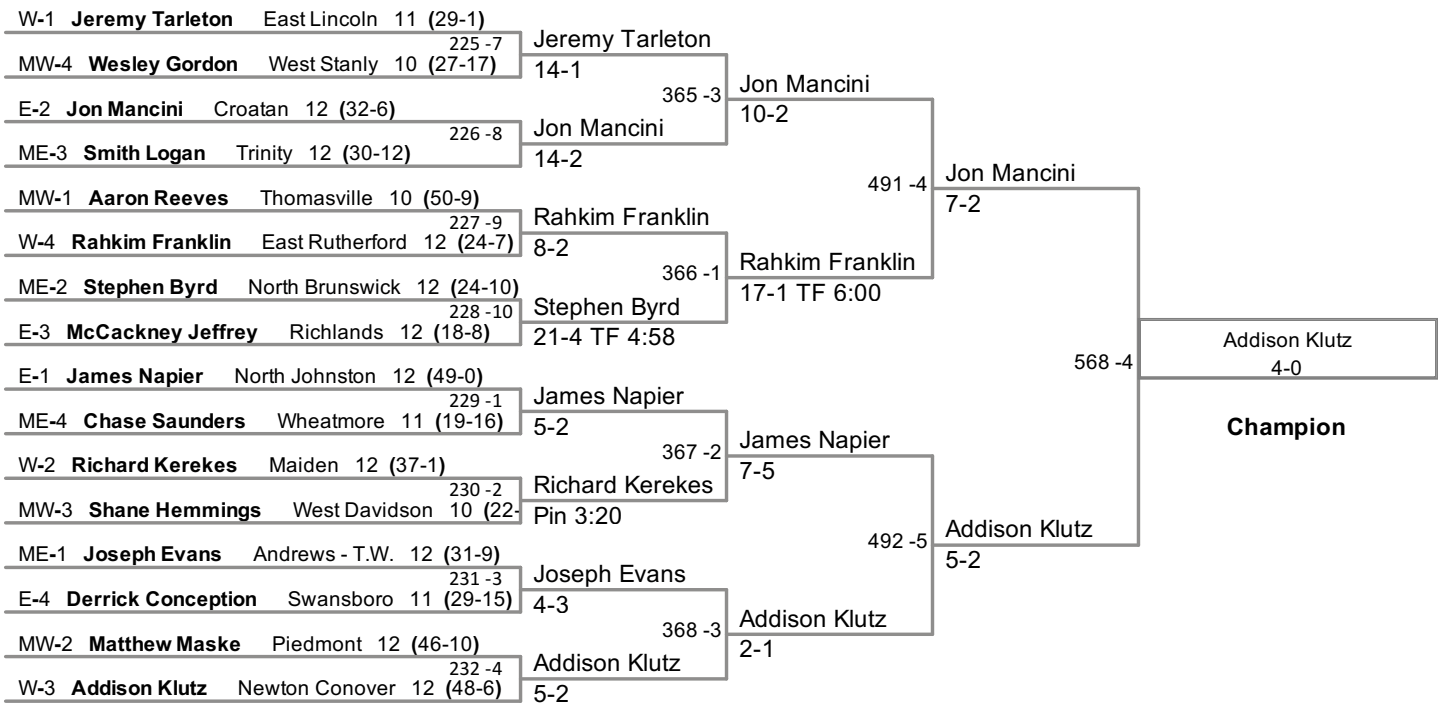 W-1 Jeremy Tarleton East Lincoln 11 (29-1)
225 -7
MW-4 Wesley Gordon West Stanly 10 (27-17)
Jeremy Tarleton
14-1
E-2 Jon Mancini Croatan 12 (32-6)
226 -8
ME-3 Smith Logan Trinity 12 (30-12)
Jon Mancini
14-2
365 -3
Jon Mancini
10-2
MW-1 Aaron Reeves Thomasville 10 (50-9)
227 -9
W-4 Rahkim Franklin East Rutherford 12 (24-7)
Rahkim Franklin
8-2
ME-2 Stephen Byrd North Brunswick 12 (24-10)
228 -10
E-3 McCackney Jeffrey Richlands 12 (18-8)
Stephen Byrd
21-4 TF 4:58
366 -1
Rahkim Franklin
17-1 TF 6:00
491 -4
Jon Mancini
7-2
E-1 James Napier North Johnston 12 (49-0)
229 -1
ME-4 Chase Saunders Wheatmore 11 (19-16)
James Napier
5-2
W-2 Richard Kerekes Maiden 12 (37-1)
230 -2
MW-3 Shane Hemmings West Davidson 10 (22-
Richard Kerekes
Pin 3:20
367 -2
James Napier
7-5
ME-1 Joseph Evans Andrews - T.W. 12 (31-9)
231 -3
E-4 Derrick Conception Swansboro 11 (29-15)
Joseph Evans
4-3
MW-2 Matthew Maske Piedmont 12 (46-10)
232 -4
W-3 Addison Klutz Newton Conover 12 (48-6)
Addison Klutz
5-2
368 -3
Addison Klutz
2-1
492 -5
Addison Klutz
5-2
568 -4
Addison Klutz
4-0
Champion